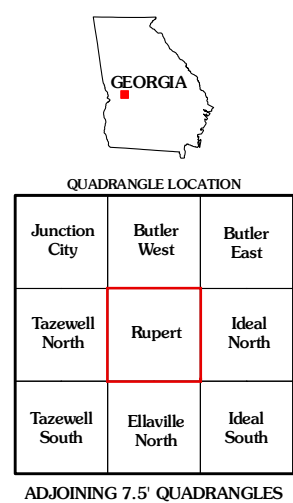 GEORGIA
QUADRANGLE LOCATION
Junction
City
Butler
West
Butler
East
Tazewell
North
Rupert
Ideal
North
Tazewell
South
Ellaville
North
Ideal
South
ADJOINING 7.5' QUADRANGLES